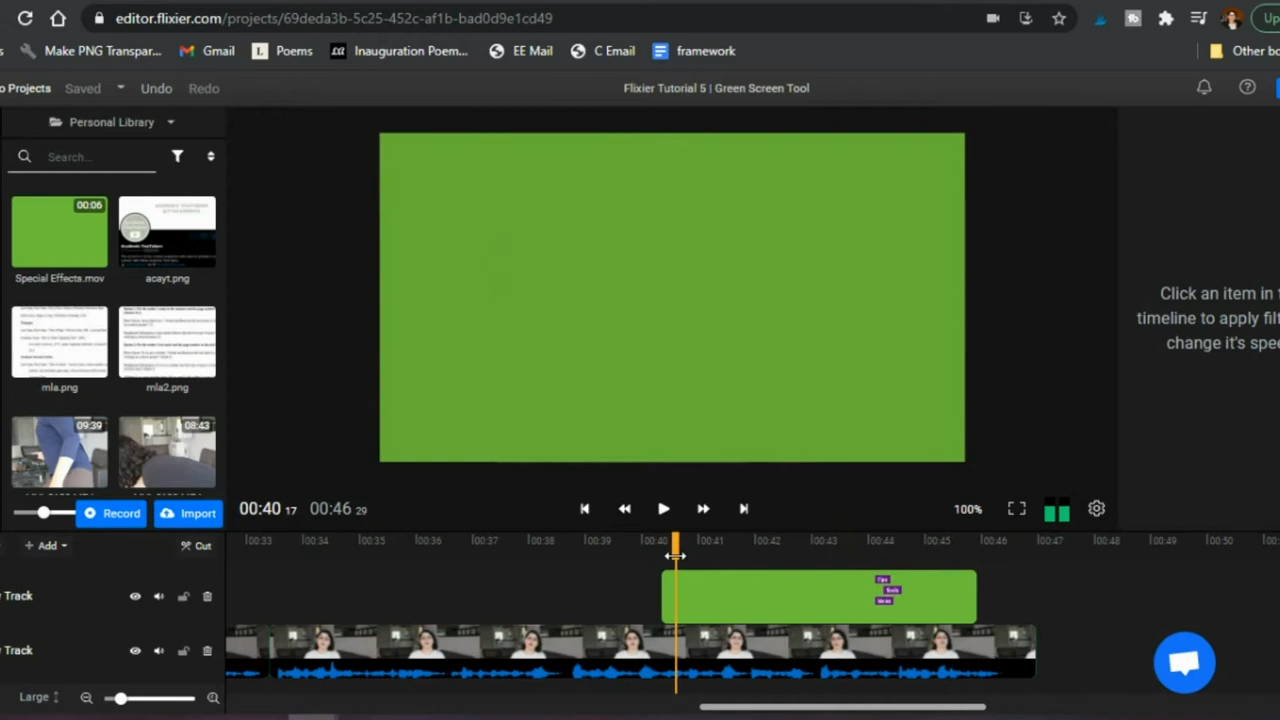 editor.flixier.com/projects/69deda3b-5c25-452c-af1b-bad0d9e1cd49
Make PNG Transpar... Gmail Poems Inauguration Poem... EE Mail C Email framework Other bo
o Projects Saved Undo Redo Flixier Tutorial 5 | Green Screen Tool
Personal Library
Search...
00:06
Special Effects.mov acayt.png
Click an item in t
timeline to apply filt
change it's spee
mla.png mla2.png
09:39 08:43
Record Import 00:40 17 00:46 29 100%
+ Add Cut 00:33 00:34 00:35 00:36 00:37 00:38 00:39 00:40 00:41 00:42 00:43 00:44 00:45 00:46 00:47 00:48 00:49 00:50
Track
Track
Large